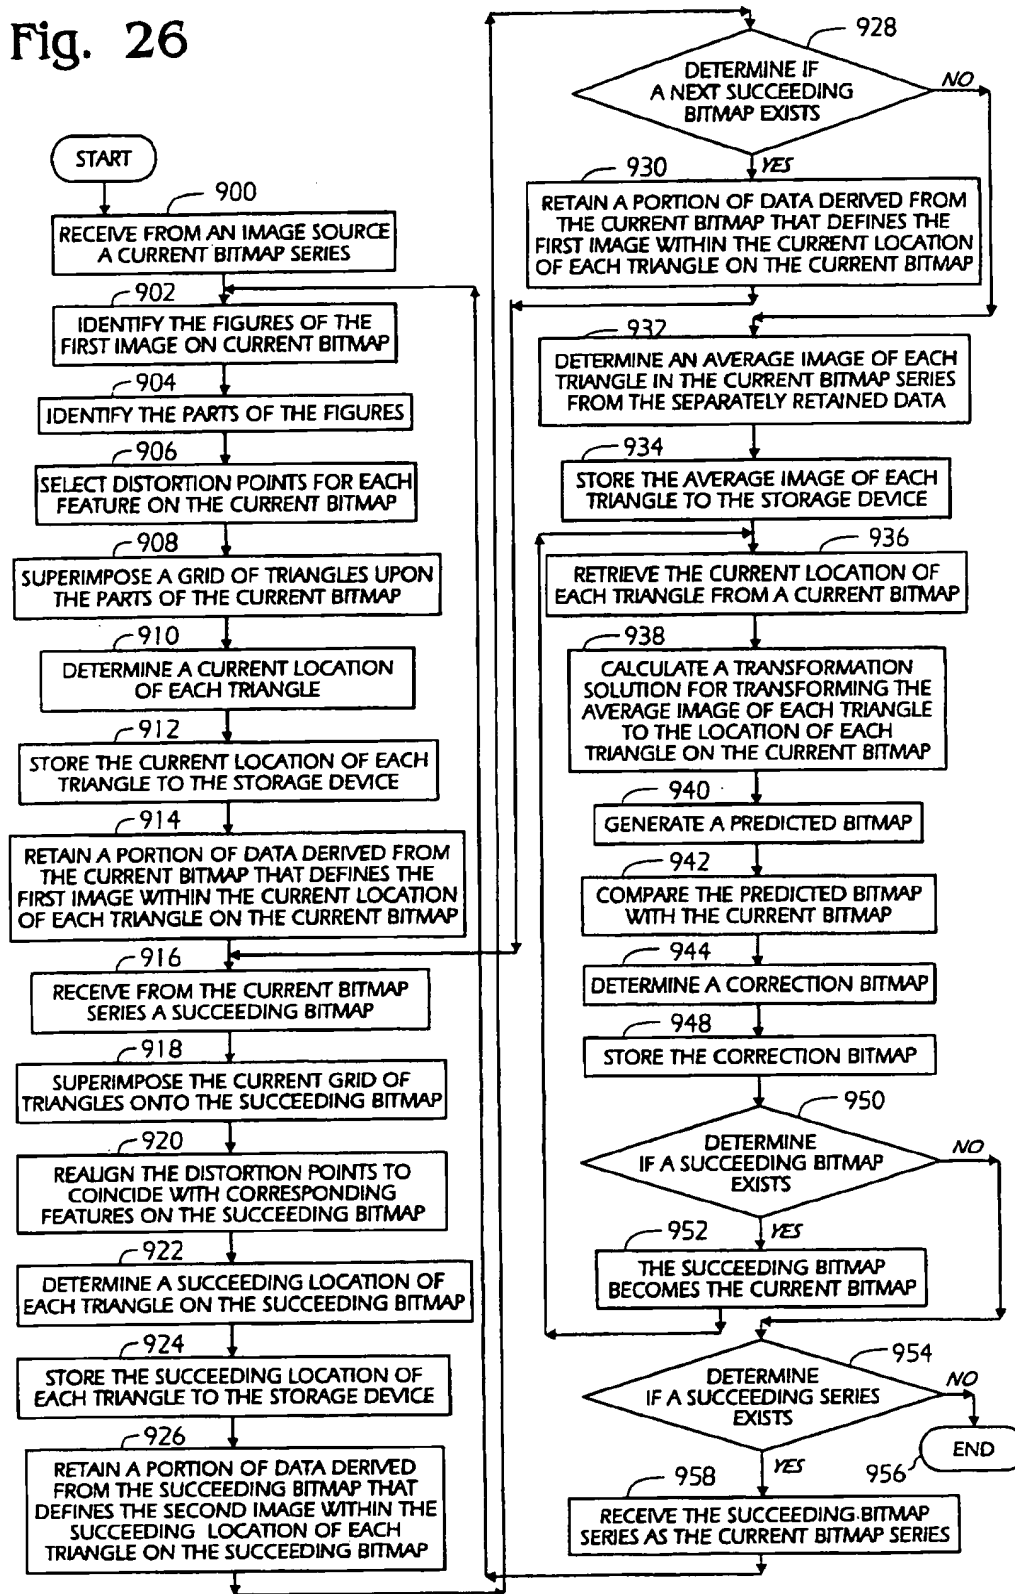 Fig. 26
START
900
RECEIVE FROM AN IMAGE SOURCE
A CURRENT BITMAP SERIES
902
IDENTIFY THE FIGURES OF THE
FIRST IMAGE ON CURRENT BITMAP
904
IDENTIFY THE PARTS OF THE FIGURES
906
SELECT DISTORTION POINTS FOR EACH
FEATURE ON THE CURRENT BITMAP
908
SUPERIMPOSE A GRID OF TRIANGLES UPON
THE PARTS OF THE CURRENT BITMAP
910
DETERMINE A CURRENT LOCATION
OF EACH TRIANGLE
912
STORE THE CURRENT LOCATION OF EACH
TRIANGLE TO THE STORAGE DEVICE
914
RETAIN A PORTION OF DATA DERIVED FROM
THE CURRENT BITMAP THAT DEFINES THE
FIRST IMAGE WITHIN THE CURRENT LOCATION
OF EACH TRIANGLE ON THE CURRENT BITMAP
916
RECEIVE FROM THE CURRENT BITMAP
SERIES A SUCCEEDING BITMAP
918
SUPERIMPOSE THE CURRENT GRID OF
TRIANGLES ONTO THE SUCCEEDING BITMAP
920
REALIGN THE DISTORTION POINTS TO
COINCIDE WITH CORRESPONDING
FEATURES ON THE SUCCEEDING BITMAP
922
DETERMINE A SUCCEEDING LOCATION OF
EACH TRIANGLE ON THE SUCCEEDING BITMAP
924
STORE THE SUCCEEDING LOCATION OF
EACH TRIANGLE TO THE STORAGE DEVICE
926
RETAIN A PORTION OF DATA DERIVED
FROM THE SUCCEEDING BITMAP THAT
DEFINES THE SECOND IMAGE WITHIN THE
SUCCEEDING LOCATION OF EACH
TRIANGLE ON THE SUCCEEDING BITMAP
928
DETERMINE IF
A NEXT SUCCEEDING
BITMAP EXISTS
NO
YES
930
RETAIN A PORTION OF DATA DERIVED FROM
THE CURRENT BITMAP THAT DEFINES THE
FIRST IMAGE WITHIN THE CURRENT LOCATION
OF EACH TRIANGLE ON THE CURRENT BITMAP
932
DETERMINE AN AVERAGE IMAGE OF EACH
TRIANGLE IN THE CURRENT BITMAP SERIES
FROM THE SEPARATELY RETAINED DATA
934
STORE THE AVERAGE IMAGE OF EACH
TRIANGLE TO THE STORAGE DEVICE
936
RETRIEVE THE CURRENT LOCATION OF
EACH TRIANGLE FROM A CURRENT BITMAP
938
CALCULATE A TRANSFORMATION
SOLUTION FOR TRANSFORMING THE
AVERAGE IMAGE OF EACH TRIANGLE
TO THE LOCATION OF EACH
TRIANGLE ON THE CURRENT BITMAP
940
GENERATE A PREDICTED BITMAP
942
COMPARE THE PREDICTED BITMAP
WITH THE CURRENT BITMAP
944
DETERMINE A CORRECTION BITMAP
948
STORE THE CORRECTION BITMAP
950
DETERMINE
IF A SUCCEEDING BITMAP
EXISTS
NO
YES
952
THE SUCCEEDING BITMAP
BECOMES THE CURRENT BITMAP
954
DETERMINE
IF A SUCCEEDING SERIES
EXISTS
NO
END
956
YES
958
RECEIVE THE SUCCEEDING.BITMAP
SERIES AS THE CURRENT BITMAP SERIES